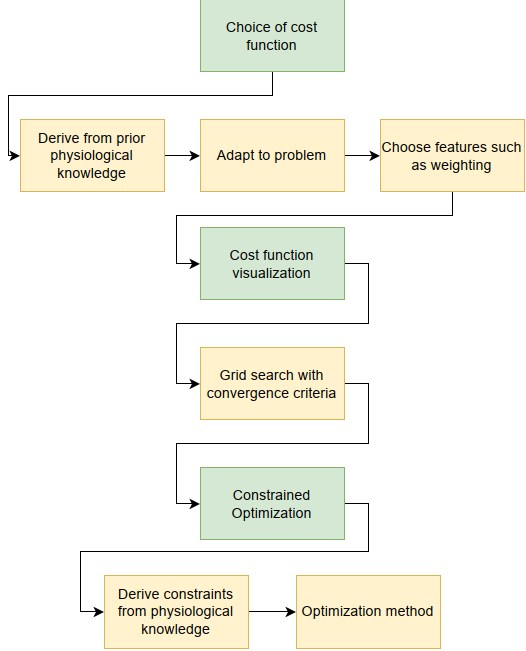 Choice of cost
function
Derive from prior
physiological
knowledge
Adapt to problem
Choose features such
as weighting
Cost function
visualization
Grid search with
convergence criteria
Constrained
Optimization
Derive constraints
from physiological
knowledge
Optimization method